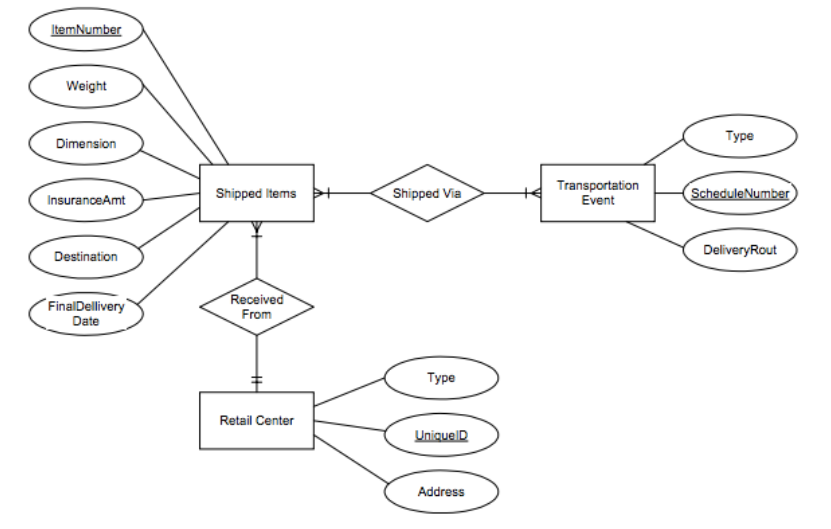 ItemNumber
Weight
Dimension
InsuranceAmt
Destination
FinalDellivery
Date
Shipped Items
Shipped Via
Transportation
Event
Type
ScheduleNumber
DeliveryRout
Received
From
Retail Center
Type
UniqueID
Address